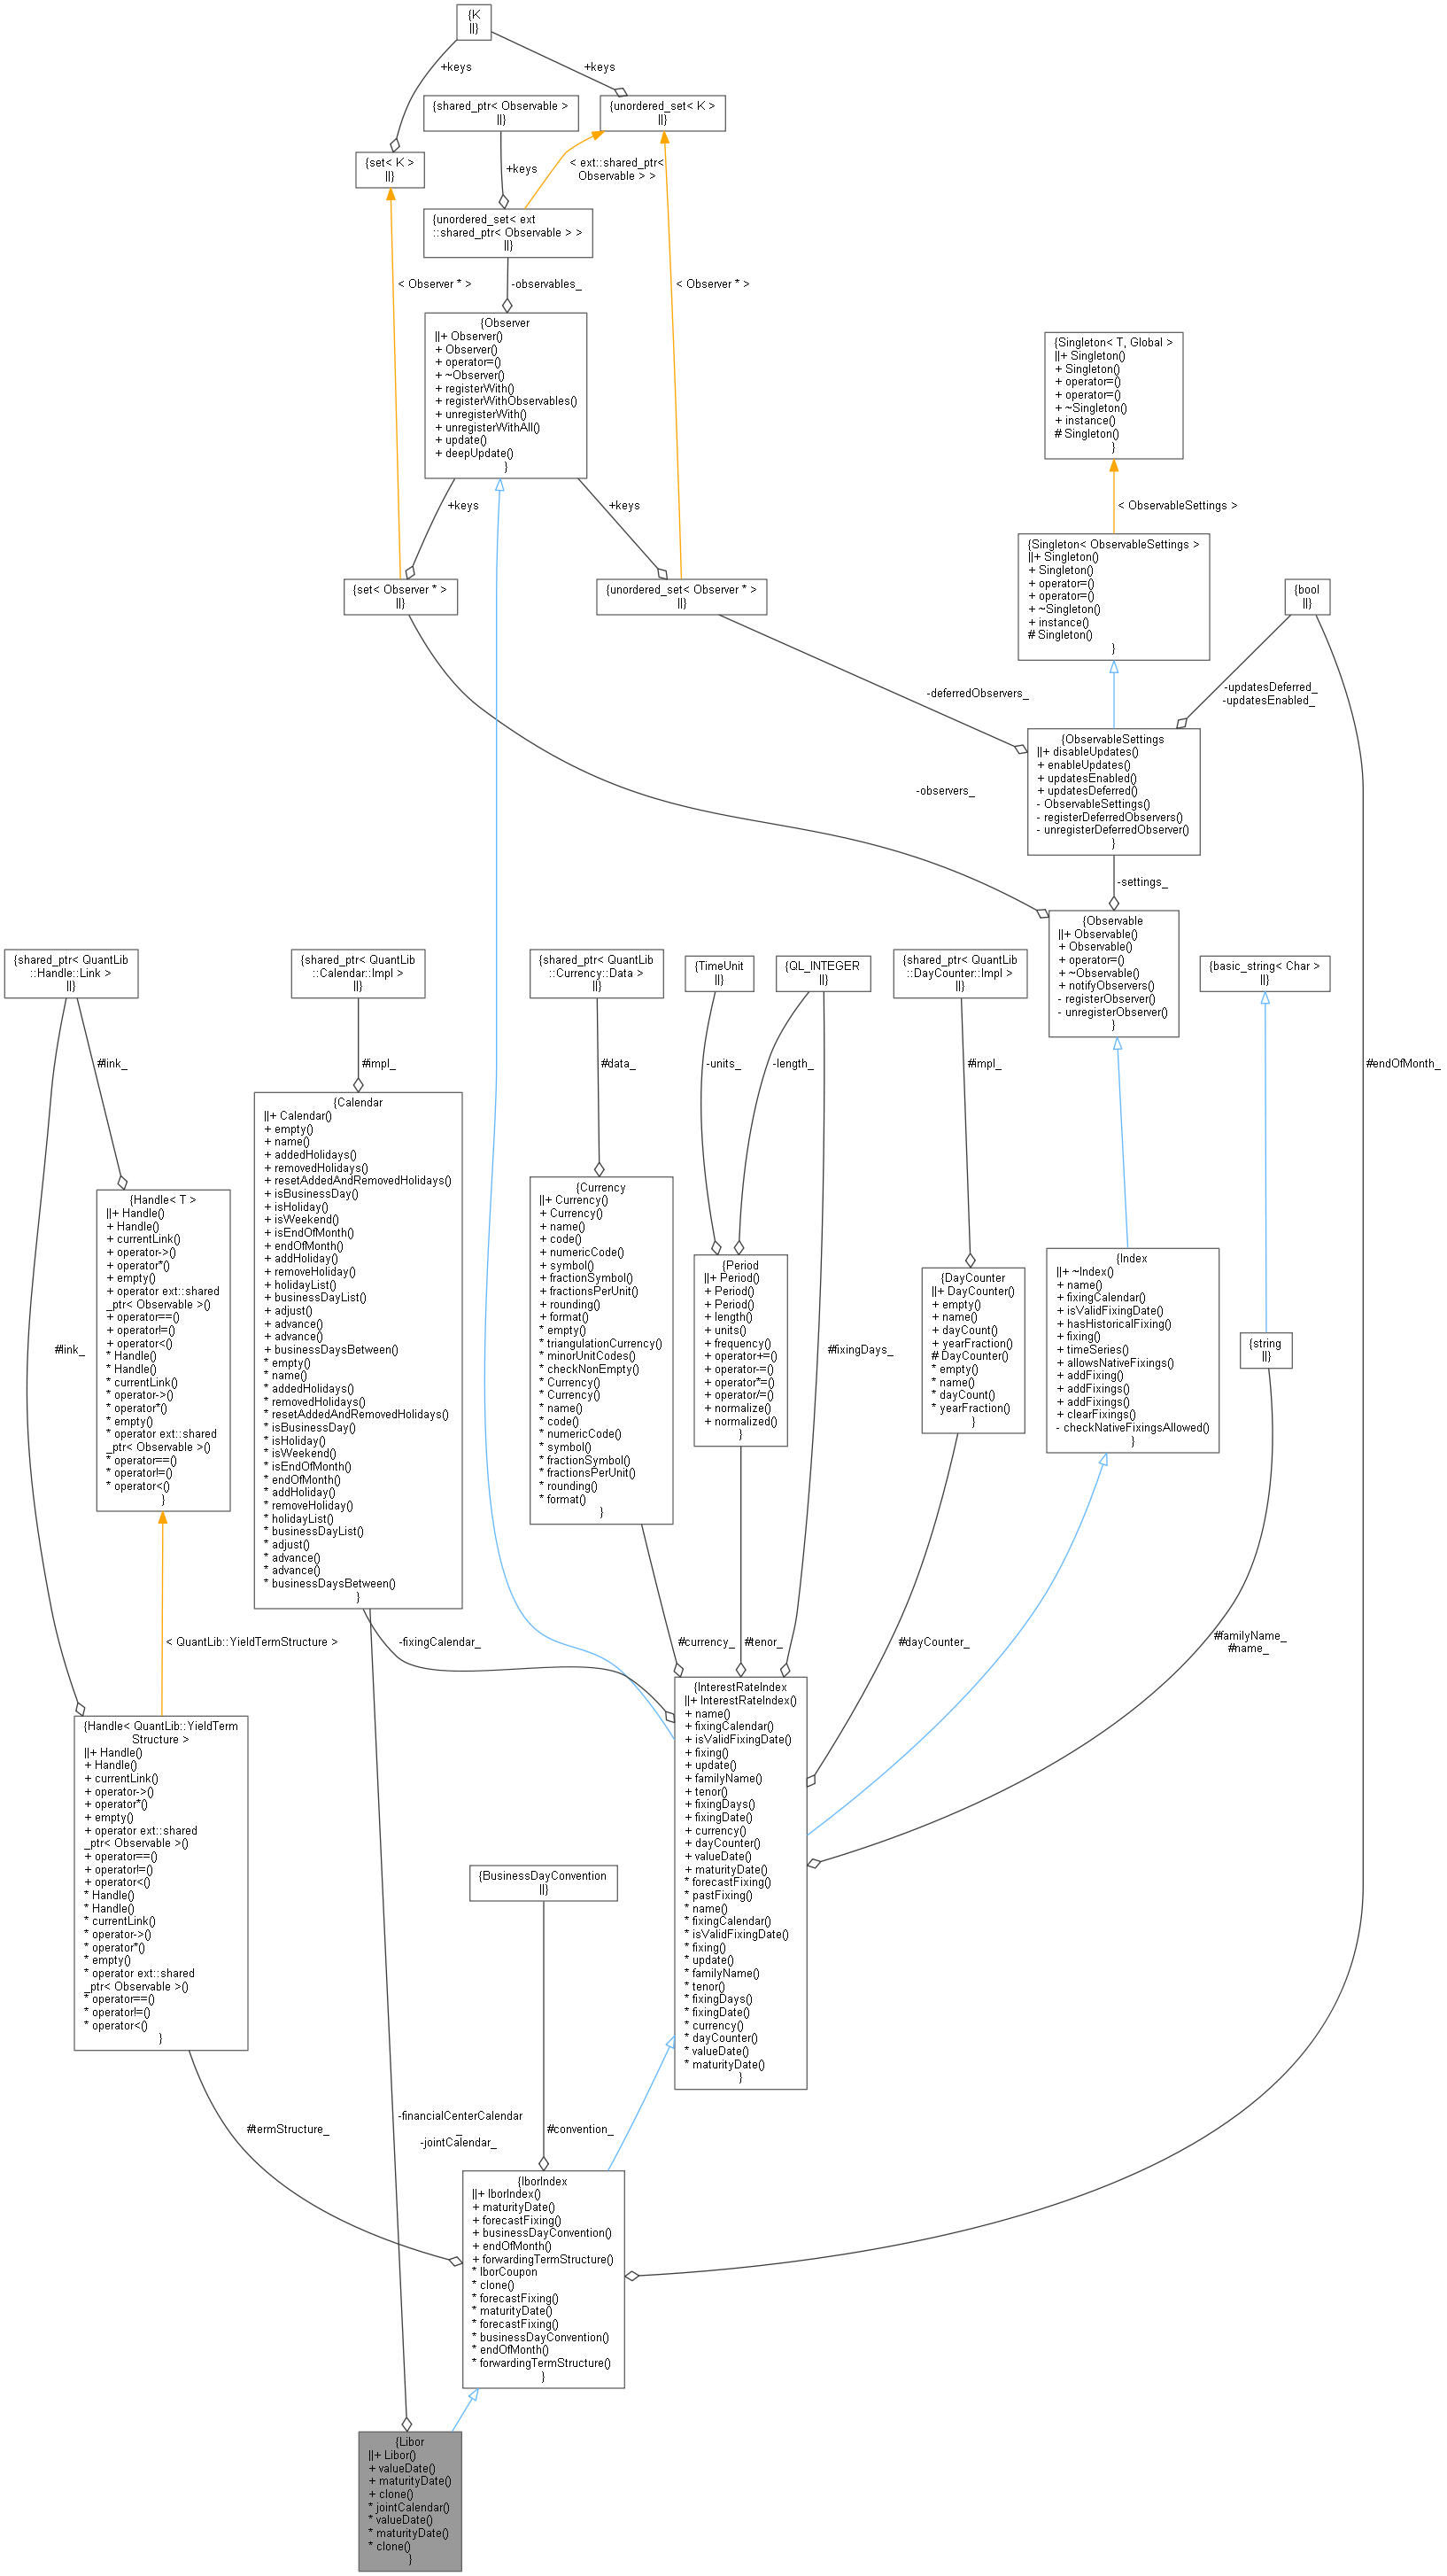 {K
||}
+keys
+keys
{shared_ptr< Observable >
||}
{unordered_set< K >
||}
{set< K >
||}
+keys
< ext::shared_ptr<
Observable > >
{unordered_set< ext
::shared_ptr< Observable > >
||}
< Observer * >
-observables_
< Observer * >
{Observer
||+ Observer()
+ Observer()
+ operator=()
+ ~Observer()
+ registerWith()
+ registerWithObservables()
+ unregisterWith()
+ unregisterWithAll()
+ update()
+ deepUpdate()
}
{Singleton< T, Global >
||+ Singleton()
+ Singleton()
+ operator=()
+ operator=()
+ ~Singleton()
+ instance()
# Singleton()
}
+keys
+keys
< ObservableSettings >
{Singleton< ObservableSettings >
||+ Singleton()
+ Singleton()
+ operator=()
+ operator=()
+ ~Singleton()
+ instance()
# Singleton()
}
{set< Observer * >
||}
{unordered_set< Observer * >
||}
{bool
||}
-deferredObservers_
-updatesDeferred_
-updatesEnabled_
{ObservableSettings
||+ disableUpdates()
+ enableUpdates()
+ updatesEnabled()
+ updatesDeferred()
- ObservableSettings()
- registerDeferredObservers()
- unregisterDeferredObserver()
}
-observers_
-settings_
{Observable
||+ Observable()
+ Observable()
+ operator=()
+ ~Observable()
+ notifyObservers()
- registerObserver()
- unregisterObserver()
}
{shared_ptr< QuantLib
::Handle::Link >
||}
{shared_ptr< QuantLib
::Calendar::Impl >
||}
{shared_ptr< QuantLib
::Currency::Data >
||}
{TimeUnit
||}
{QL_INTEGER
||}
{shared_ptr< QuantLib
::DayCounter::Impl >
||}
{basic_string< Char >
||}
#link_
#impl_
#data_
-units_
-length_
#impl_
#endOfMonth_
{Calendar
||+ Calendar()
+ empty()
+ name()
+ addedHolidays()
+ removedHolidays()
+ resetAddedAndRemovedHolidays()
+ isBusinessDay()
+ isHoliday()
+ isWeekend()
+ isEndOfMonth()
+ endOfMonth()
+ addHoliday()
+ removeHoliday()
+ holidayList()
+ businessDayList()
+ adjust()
+ advance()
+ advance()
+ businessDaysBetween()
* empty()
* name()
* addedHolidays()
* removedHolidays()
* resetAddedAndRemovedHolidays()
* isBusinessDay()
* isHoliday()
* isWeekend()
* isEndOfMonth()
* endOfMonth()
* addHoliday()
* removeHoliday()
* holidayList()
* businessDayList()
* adjust()
* advance()
* advance()
* businessDaysBetween()
}
{Handle< T >
||+ Handle()
+ Handle()
+ currentLink()
+ operator->()
+ operator*()
+ empty()
+ operator ext::shared
_ptr< Observable >()
+ operator==()
+ operator!=()
+ operator<()
* Handle()
* Handle()
* currentLink()
* operator->()
* operator*()
* empty()
* operator ext::shared
_ptr< Observable >()
* operator==()
* operator!=()
* operator<()
}
{Currency
||+ Currency()
+ Currency()
+ name()
+ code()
+ numericCode()
+ symbol()
+ fractionSymbol()
+ fractionsPerUnit()
+ rounding()
+ format()
* empty()
* triangulationCurrency()
* minorUnitCodes()
* checkNonEmpty()
* Currency()
* Currency()
* name()
* code()
* numericCode()
* symbol()
* fractionSymbol()
* fractionsPerUnit()
* rounding()
* format()
}
{Period
||+ Period()
+ Period()
+ Period()
+ length()
+ units()
+ frequency()
+ operator+=()
+ operator-=()
+ operator*=()
+ operator/=()
+ normalize()
+ normalized()
}
{DayCounter
||+ DayCounter()
+ empty()
+ name()
+ dayCount()
+ yearFraction()
# DayCounter()
* empty()
* name()
* dayCount()
* yearFraction()
}
{Index
||+ ~Index()
+ name()
+ fixingCalendar()
+ isValidFixingDate()
+ hasHistoricalFixing()
+ fixing()
+ timeSeries()
+ allowsNativeFixings()
+ addFixing()
+ addFixings()
+ addFixings()
+ clearFixings()
- checkNativeFixingsAllowed()
}
{string
||}
#link_
#fixingDays_
< QuantLib::YieldTermStructure >
-fixingCalendar_
#currency_
#tenor_
#dayCounter_
#familyName_
#name_
{InterestRateIndex
||+ InterestRateIndex()
+ name()
+ fixingCalendar()
+ isValidFixingDate()
+ fixing()
+ update()
+ familyName()
+ tenor()
+ fixingDays()
+ fixingDate()
+ currency()
+ dayCounter()
+ valueDate()
+ maturityDate()
* forecastFixing()
* pastFixing()
* name()
* fixingCalendar()
* isValidFixingDate()
* fixing()
* update()
* familyName()
* tenor()
* fixingDays()
* fixingDate()
* currency()
* dayCounter()
* valueDate()
* maturityDate()
}
{Handle< QuantLib::YieldTerm
Structure >
||+ Handle()
+ Handle()
+ currentLink()
+ operator->()
+ operator*()
+ empty()
+ operator ext::shared
_ptr< Observable >()
+ operator==()
+ operator!=()
+ operator<()
* Handle()
* Handle()
* currentLink()
* operator->()
* operator*()
* empty()
* operator ext::shared
_ptr< Observable >()
* operator==()
* operator!=()
* operator<()
}
{BusinessDayConvention
||}
#termStructure_
-financialCenterCalendar
_
-jointCalendar_
#convention_
{IborIndex
||+ IborIndex()
+ maturityDate()
+ forecastFixing()
+ businessDayConvention()
+ endOfMonth()
+ forwardingTermStructure()
* IborCoupon
* clone()
* forecastFixing()
* maturityDate()
* forecastFixing()
* businessDayConvention()
* endOfMonth()
* forwardingTermStructure()
}
{Libor
||+ Libor()
+ valueDate()
+ maturityDate()
+ clone()
* jointCalendar()
* valueDate()
* maturityDate()
* clone()
}